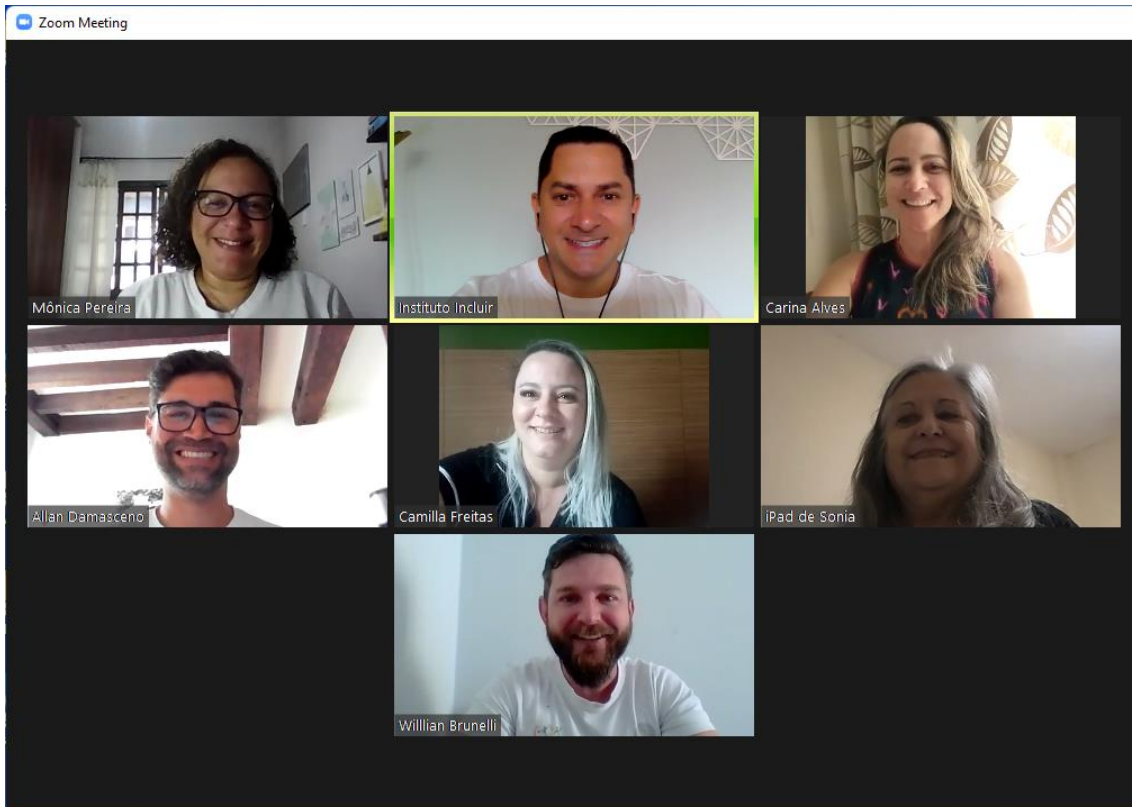 Zoom Meeting
Mônica Pereira
Instituto Incluir
Carina Alves
Allan Damasceno
Camilla Freitas
iPad de Sonia
Willlian Brunelli